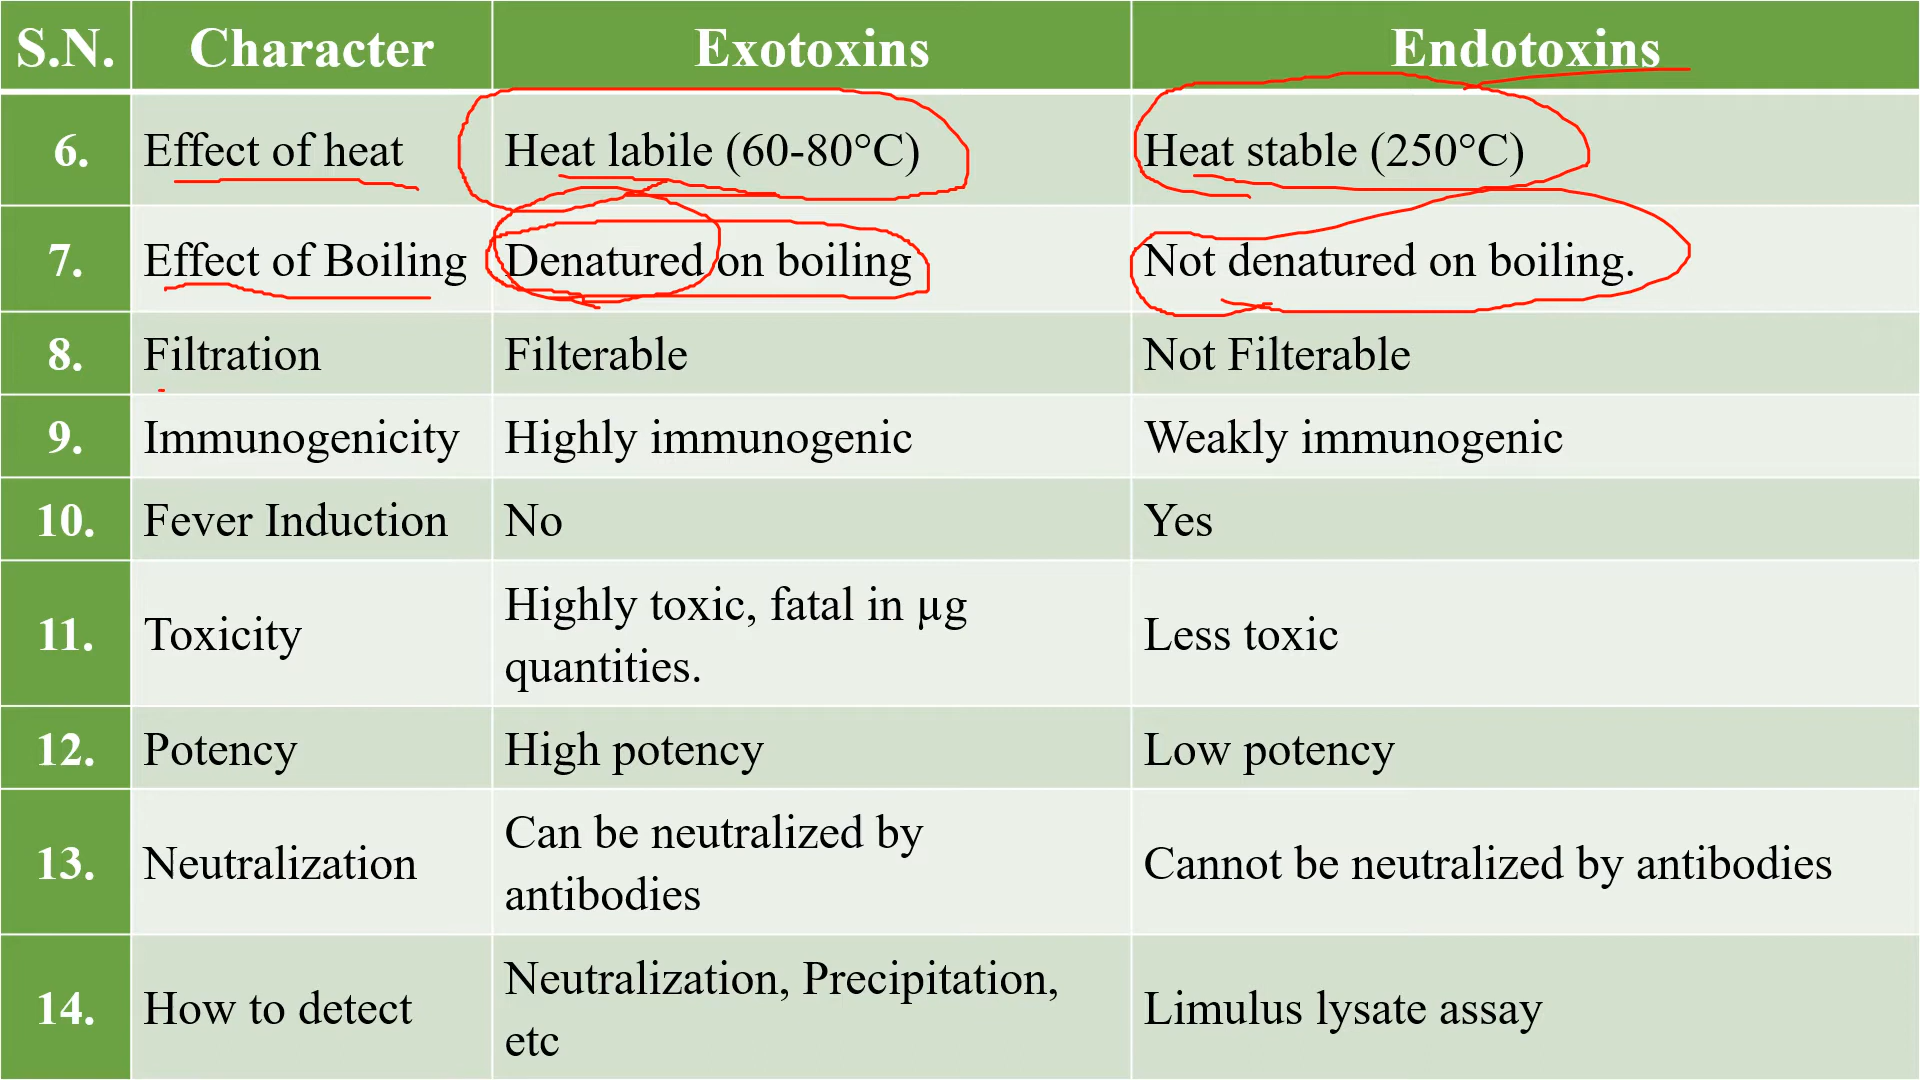 S.N. Character Exotoxins Endotoxins
6. Effect of heat Heat labile (60-80°C) Heat stable (250°C)
7. Effect of Boiling Denatured on boiling Not denatured on boiling.
8. Filtration Filterable Not Filterable
9. Immunogenicity Highly immunogenic Weakly immunogenic
10. Fever Induction No Yes
11. Toxicity Highly toxic, fatal in µg
quantities. Less toxic
12. Potency High potency Low potency
13. Neutralization Can be neutralized by
antibodies Cannot be neutralized by antibodies
14. How to detect Neutralization, Precipitation,
etc Limulus lysate assay